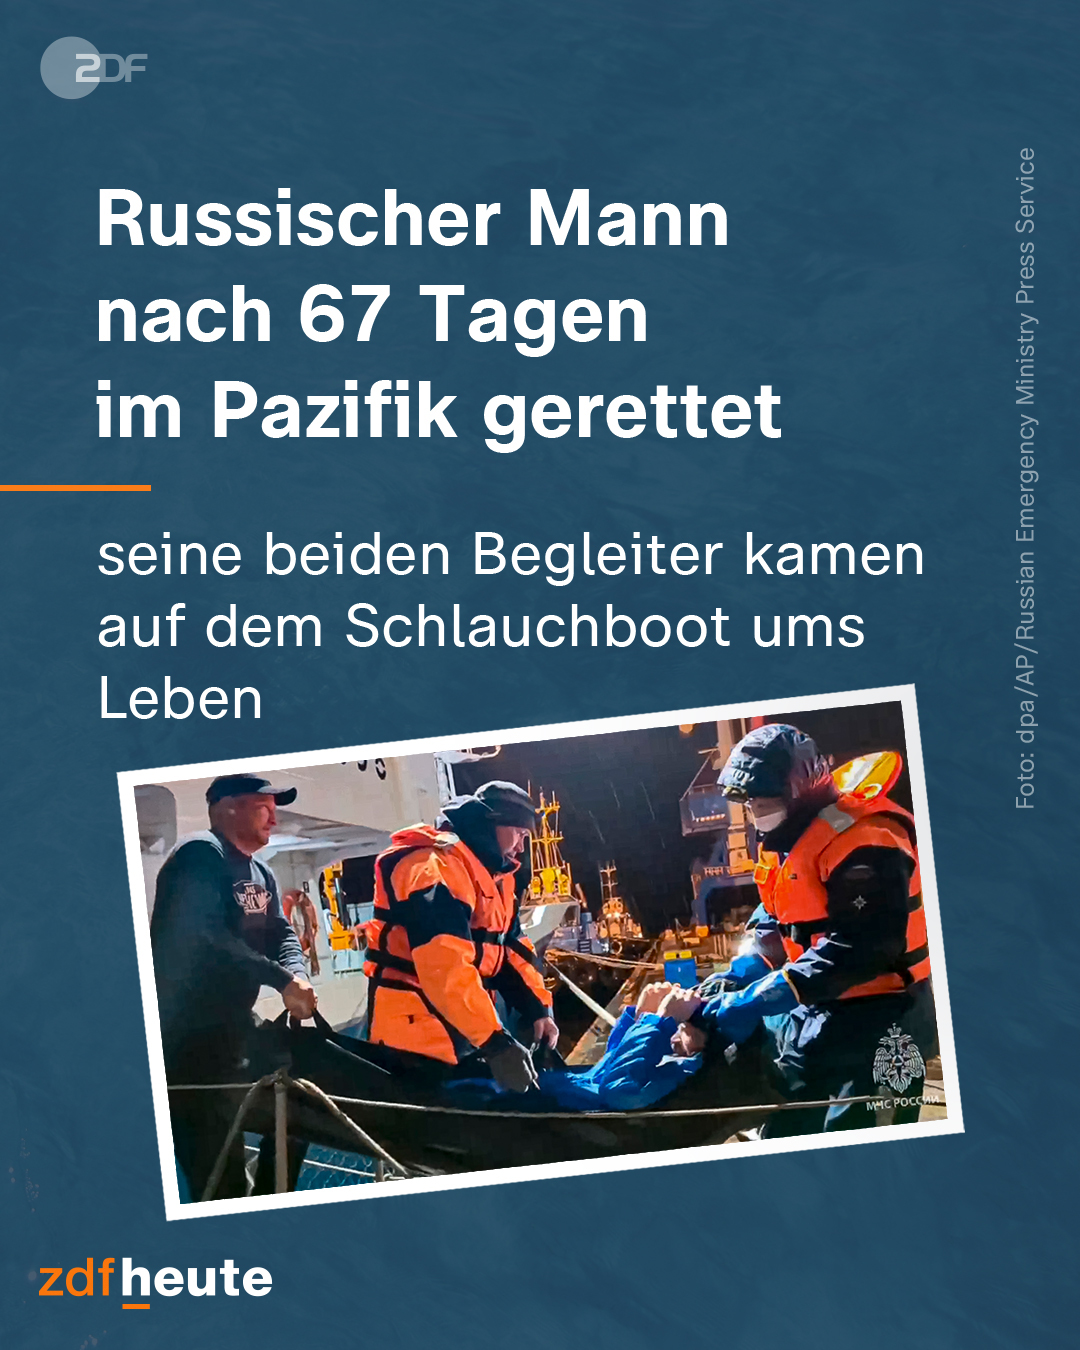 ZDF
Russischer Mann
nach 67 Tagen
im Pazifik gerettet
seine beiden Begleiter kamen
auf dem Schlauchboot ums
Leben
Foto: dpa/AP/Russian Emergency Ministry Press Service
МЧС РОССИИ
zdfheute